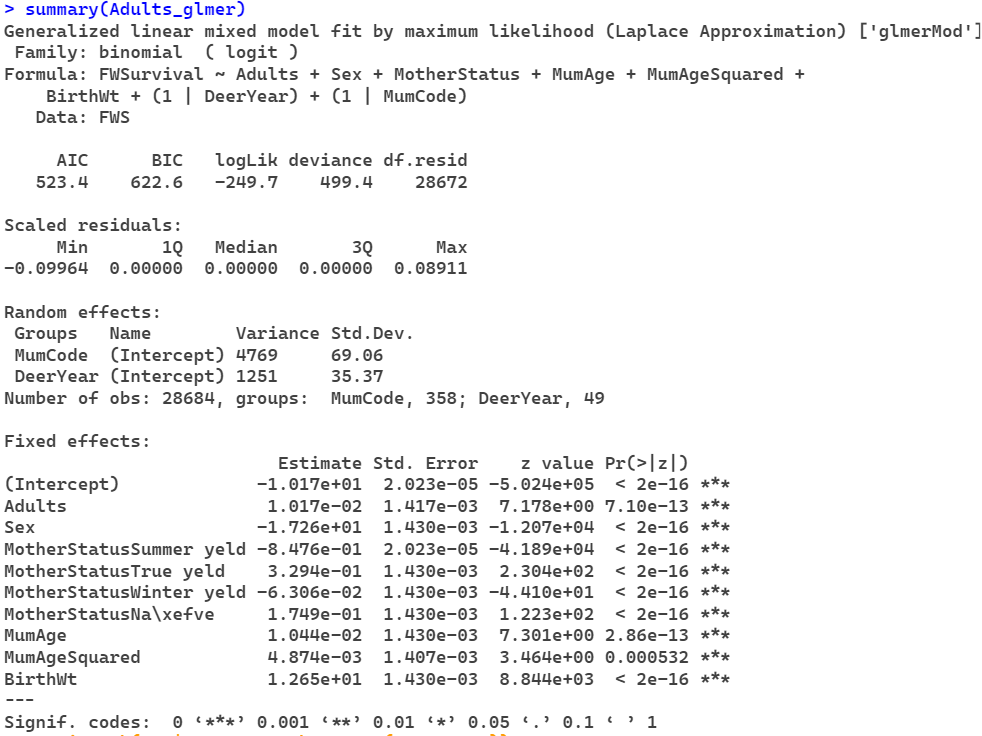 > summary(Adults_glmer)
Generalized linear mixed model fit by maximum likelihood (Laplace Approximation) ['glmerMod']
 Family: binomial  ( logit )
Formula: FWSurvival ~ Adults + Sex + MotherStatus + MumAge + MumAgeSquared +
    BirthWt + (1 | DeerYear) + (1 | MumCode)
   Data: FWS

     AIC      BIC   logLik deviance df.resid
   523.4    622.6   -249.7    499.4    28672

Scaled residuals:
     Min       1Q   Median       3Q      Max
-0.09964  0.00000  0.00000  0.00000  0.08911

Random effects:
 Groups   Name        Variance Std.Dev.
 MumCode  (Intercept) 4769     69.06
 DeerYear (Intercept) 1251     35.37
Number of obs: 28684, groups:  MumCode, 358; DeerYear, 49

Fixed effects:
                           Estimate Std. Error    z value Pr(>|z|)
(Intercept)              -1.017e+01  2.023e-05 -5.024e+05  < 2e-16 ***
Adults                    1.017e-02  1.417e-03  7.178e+00 7.10e-13 ***
Sex                      -1.726e+01  1.430e-03 -1.207e+04  < 2e-16 ***
MotherStatusSummer yeld -8.476e-01  2.023e-05 -4.189e+04  < 2e-16 ***
MotherStatusTrue yeld     3.294e-01  1.430e-03  2.304e+02  < 2e-16 ***
MotherStatusWinter yeld -6.306e-02  1.430e-03 -4.410e+01  < 2e-16 ***
MotherStatusNa\xefve      1.749e-01  1.430e-03  1.223e+02  < 2e-16 ***
MumAge                    1.044e-02  1.430e-03  7.301e+00 2.86e-13 ***
MumAgeSquared             4.874e-03  1.407e-03  3.464e+00 0.000532 ***
BirthWt                   1.265e+01  1.430e-03  8.844e+03  < 2e-16 ***
---
Signif. codes:  0 ‘***’ 0.001 ‘**’ 0.01 ‘*’ 0.05 ‘.’ 0.1 ‘ ’ 1